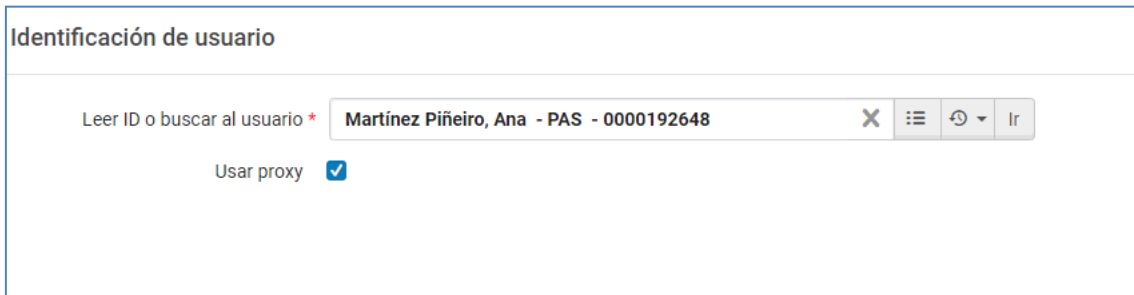 Identificación de usuario
Leer ID o buscar al usuario * Martínez Piñeiro, Ana - PAS - 0000192648 Ir
Usar proxy